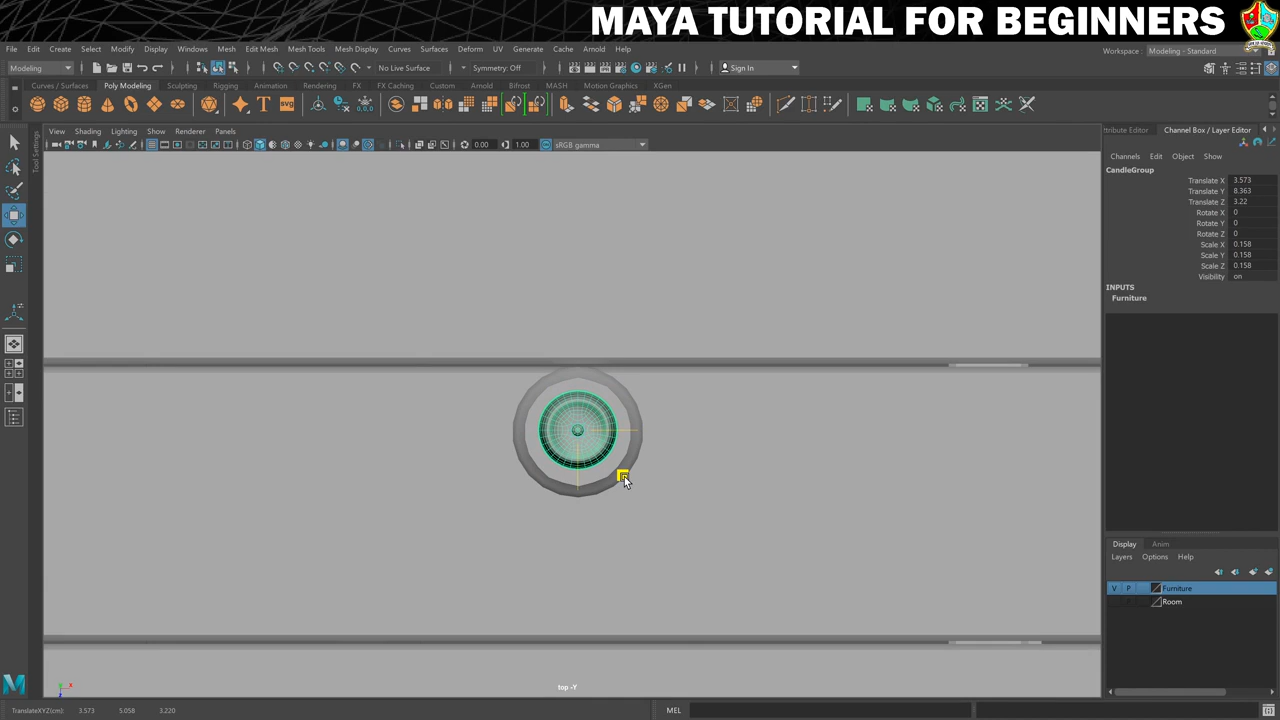 MAYA TUTORIAL FOR BEGINNERS
File Edit Create Select Modify Display Windows Mesh Edit Mesh Mesh Tools Mesh Display Curves Surfaces Deform UV Generate Cache Arnold Help
Workspace : Modeling - Standard
Modeling No Live Surface Symmetry: Off Sign In
Curves / Surfaces Poly Modeling Sculpting Rigging Animation Rendering FX FX Caching Custom Arnold Bifrost MASH Motion Graphics XGen
View Shading Lighting Show Renderer Panels
0.00 1.00 sRGB gamma
Tool Settings
ttribute Editor Channel Box / Layer Editor
Channels Edit Object Show
CandleGroup
Translate X 3.573
Translate Y 8.363
Translate Z 3.22
Rotate X 0
Rotate Y 0
Rotate Z 0
Scale X 0.158
Scale Y 0.158
Scale Z 0.158
Visibility on
INPUTS
Furniture
Display Anim
Layers Options Help
V P Furniture
Room
top -Y
TranslateXYZ(cm): 3.573 5.058 3.220
MEL